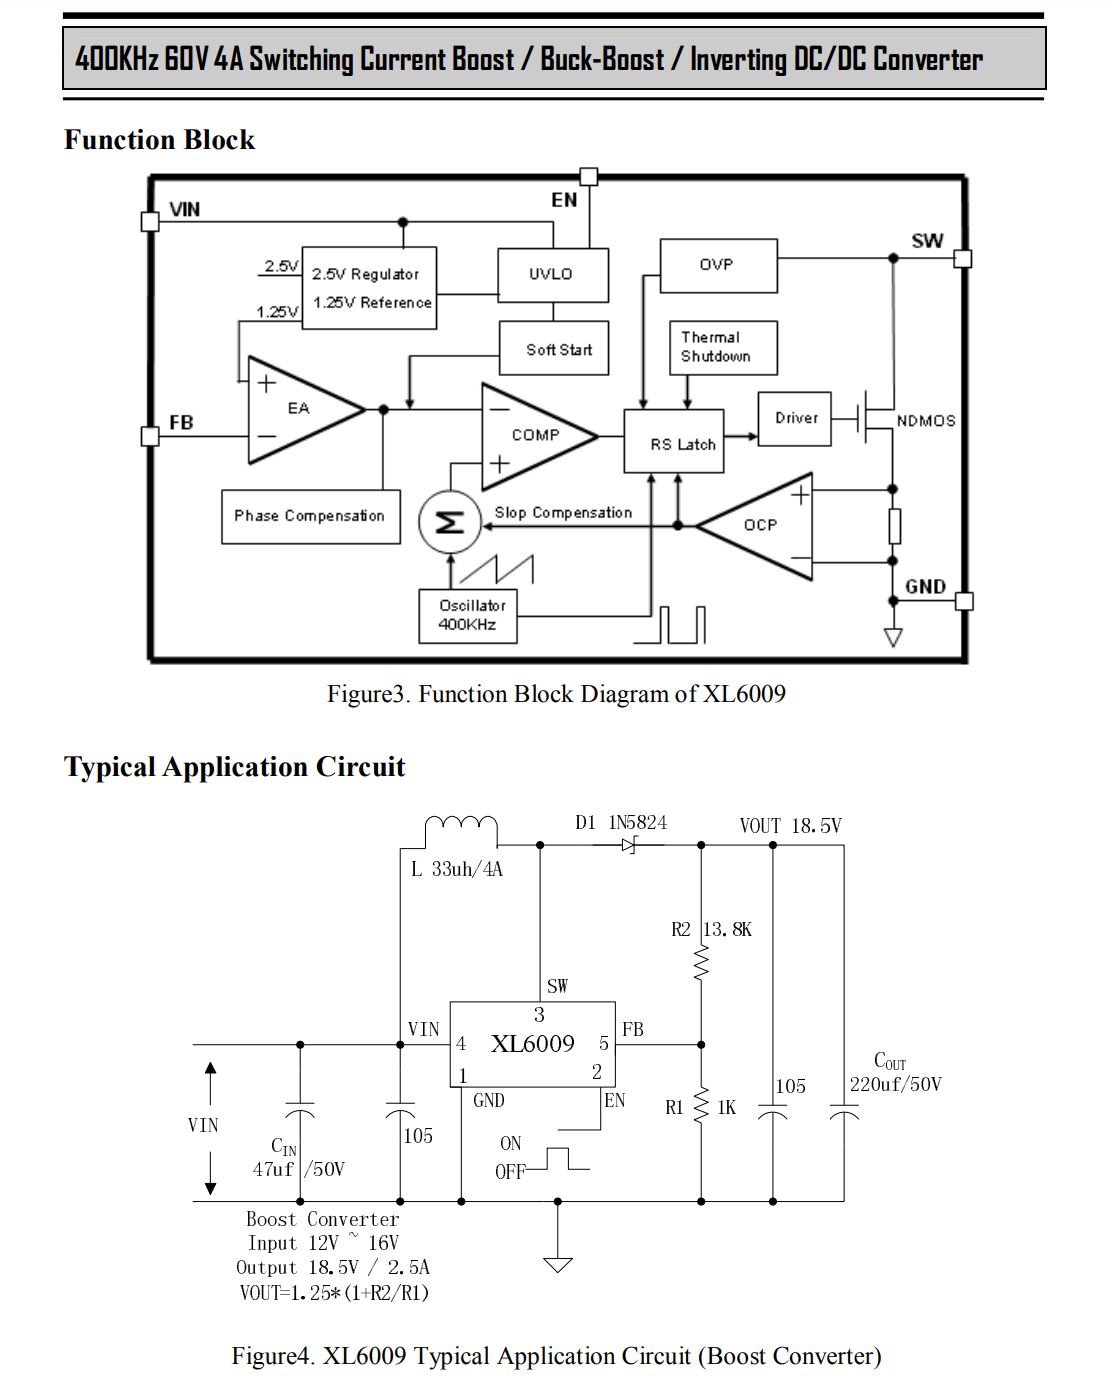 400KHz 60V 4A Switching Current Boost / Buck-Boost / Inverting DC/DC Converter
Function Block
EN
VIN
SW
2.5V
2.5V Regulator
1.25V Reference
UVLO
OVP
1.25V
Soft Start
Thermal
Shutdown
+
EA
−
FB
−
COMP
+
RS Latch
Driver
NDMOS
Phase Compensation
Σ
Slop Compensation
+
OCP
−
GND
Oscillator
400KHz
Figure3. Function Block Diagram of XL6009
Typical Application Circuit
D1 1N5824
VOUT 18.5V
L 33uh/4A
R2 13.8K
SW
3
VIN
FB
4 XL6009 5
1 2
GND
EN
COUT
220uf/50V
105
R1 1K
VIN
CIN
47uf /50V
105
ON
OFF
Boost Converter
Input 12V ~ 16V
Output 18.5V / 2.5A
VOUT=1.25*(1+R2/R1)
Figure4. XL6009 Typical Application Circuit (Boost Converter)